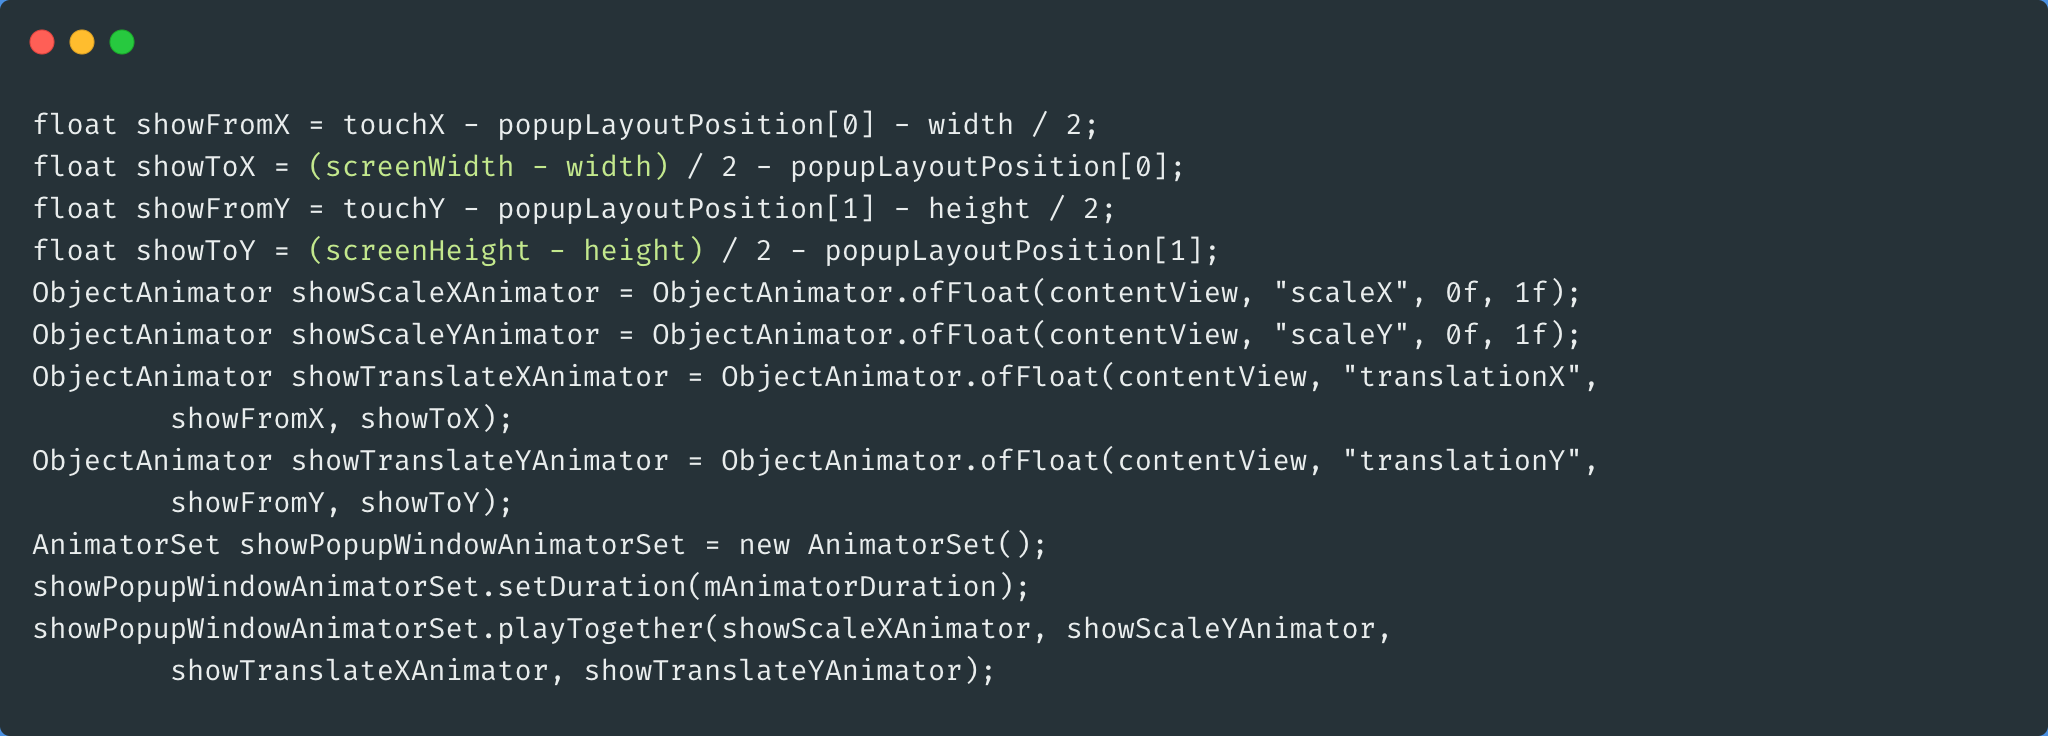 float showFromX = touchX - popupLayoutPosition[0] - width / 2;
float showToX = (screenWidth - width) / 2 - popupLayoutPosition[0];
float showFromY = touchY - popupLayoutPosition[1] - height / 2;
float showToY = (screenHeight - height) / 2 - popupLayoutPosition[1];
ObjectAnimator showScaleXAnimator = ObjectAnimator.ofFloat(contentView, "scaleX", 0f, 1f);
ObjectAnimator showScaleYAnimator = ObjectAnimator.ofFloat(contentView, "scaleY", 0f, 1f);
ObjectAnimator showTranslateXAnimator = ObjectAnimator.ofFloat(contentView, "translationX",
        showFromX, showToX);
ObjectAnimator showTranslateYAnimator = ObjectAnimator.ofFloat(contentView, "translationY",
        showFromY, showToY);
AnimatorSet showPopupWindowAnimatorSet = new AnimatorSet();
showPopupWindowAnimatorSet.setDuration(mAnimatorDuration);
showPopupWindowAnimatorSet.playTogether(showScaleXAnimator, showScaleYAnimator,
        showTranslateXAnimator, showTranslateYAnimator);